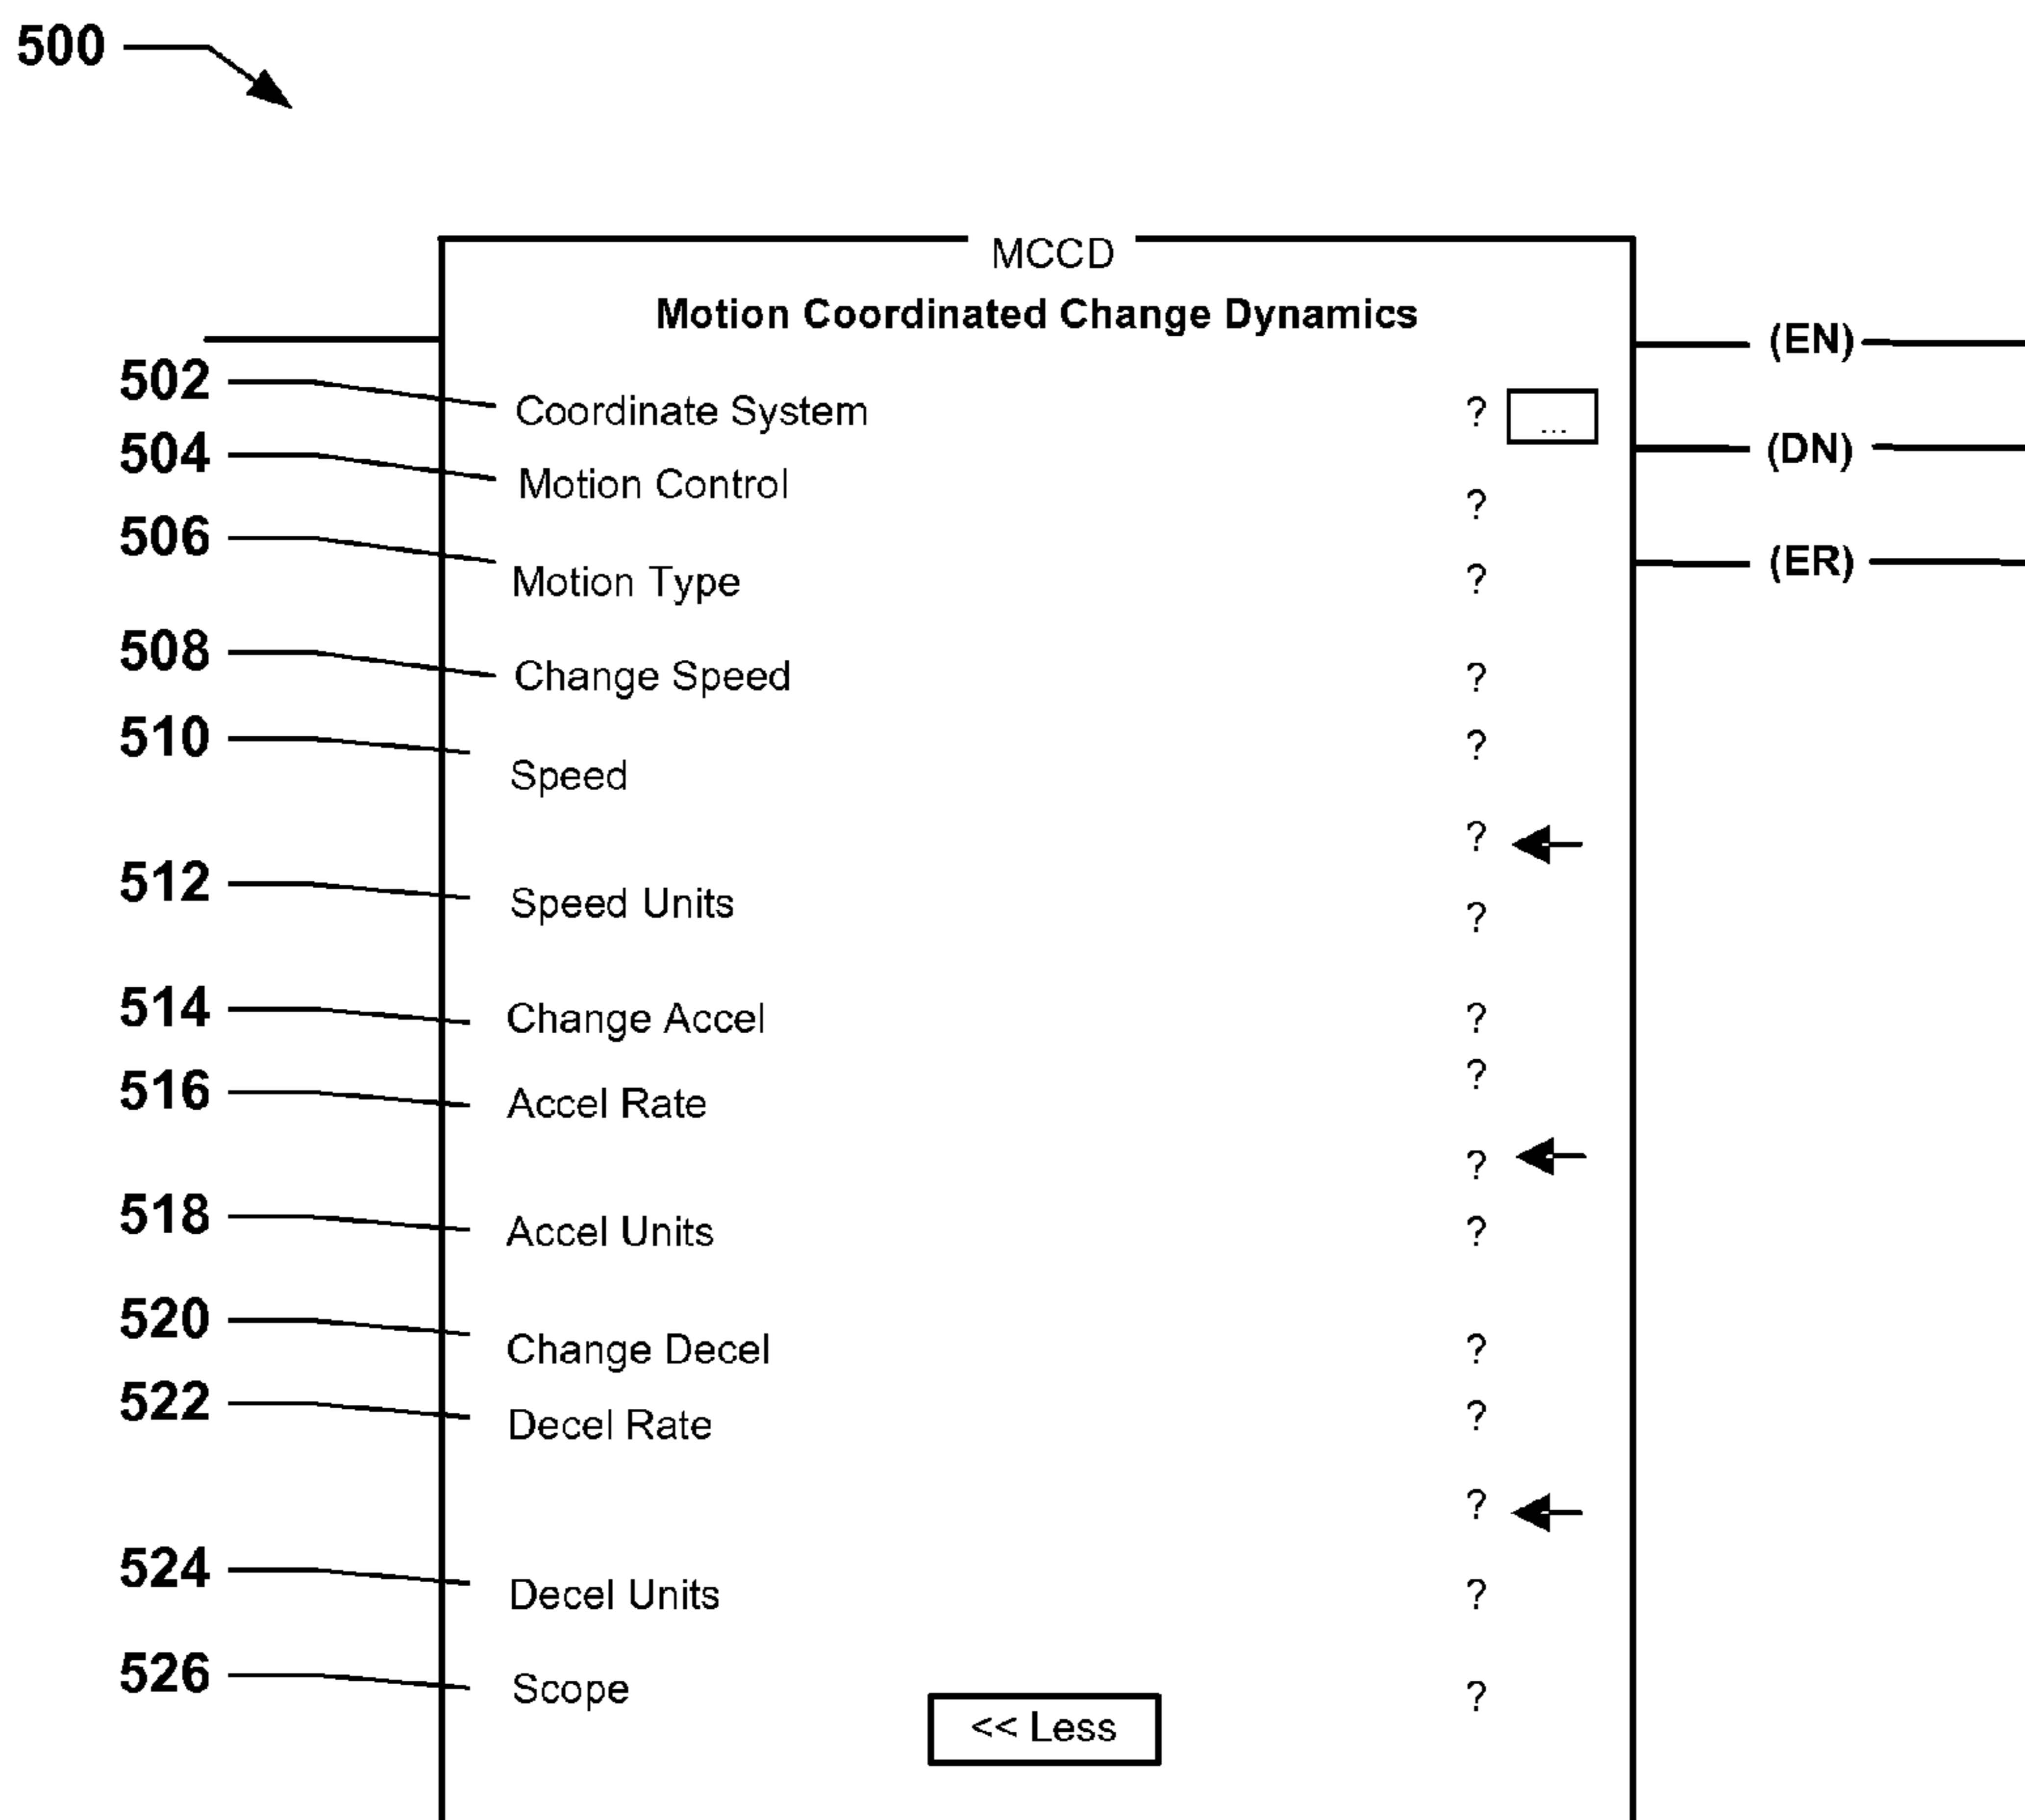 500
MCCD
Motion Coordinated Change Dynamics
(EN)
502 Coordinate System ? ...
(DN)
504 Motion Control ?
(ER)
506 Motion Type ?
508 Change Speed ?
510 Speed ?
?
512 Speed Units ?
514 Change Accel ?
516 Accel Rate ?
?
518 Accel Units ?
520 Change Decel ?
522 Decel Rate ?
?
524 Decel Units ?
526 Scope ?
<< Less